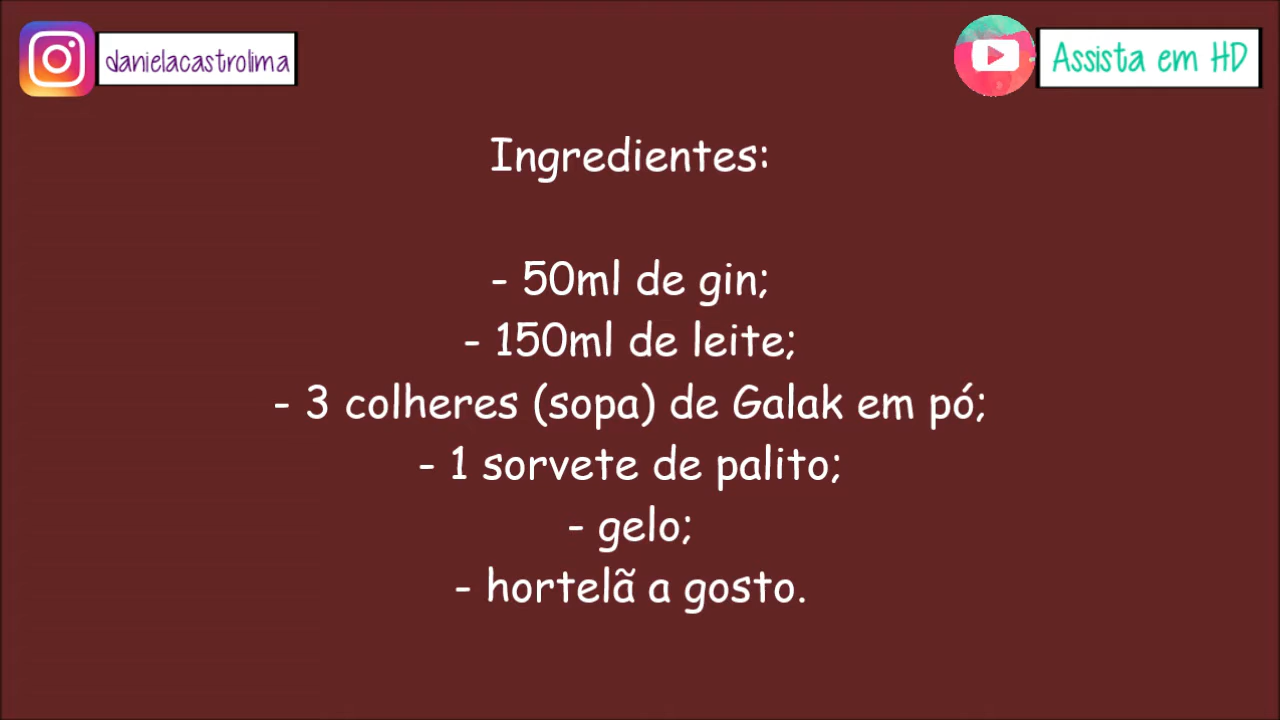 danielacastrolima
Assista em HD
Ingredientes:
- 50ml de gin;
- 150ml de leite;
- 3 colheres (sopa) de Galak em pó;
- 1 sorvete de palito;
- gelo;
- hortelã a gosto.